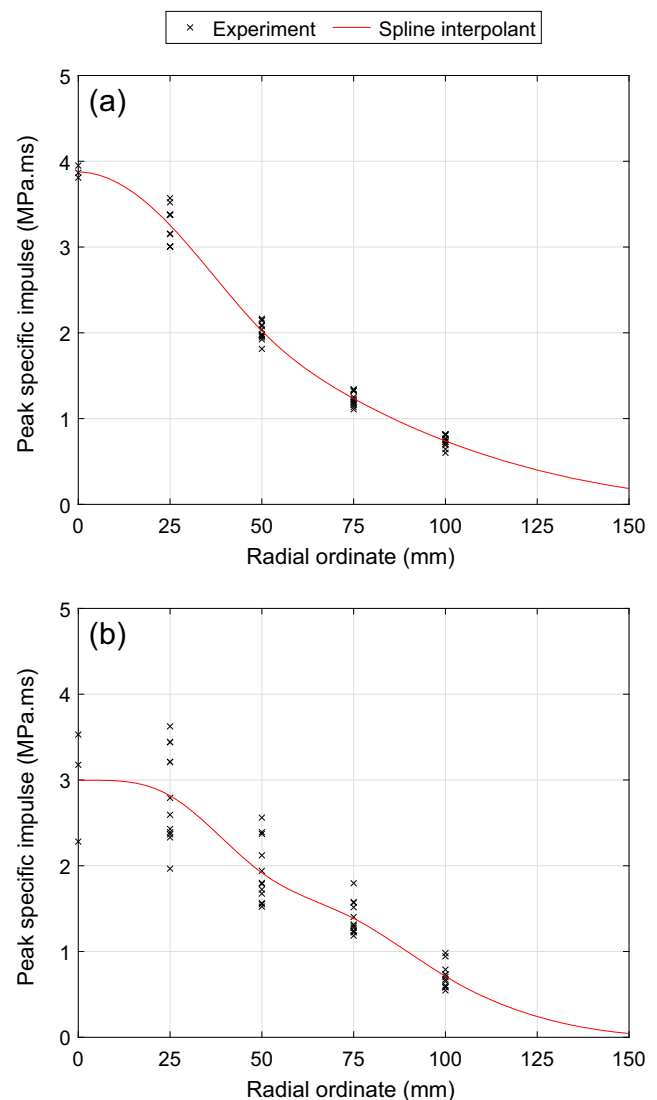 Experiment
Spline interpolant
(a)
5
4
3
2
1
0
Peak specific impulse (MPa.ms)
0 25 50 75 100 125 150
Radial ordinate (mm)
(b)
5
4
3
2
1
0
Peak specific impulse (MPa.ms)
0 25 50 75 100 125 150
Radial ordinate (mm)